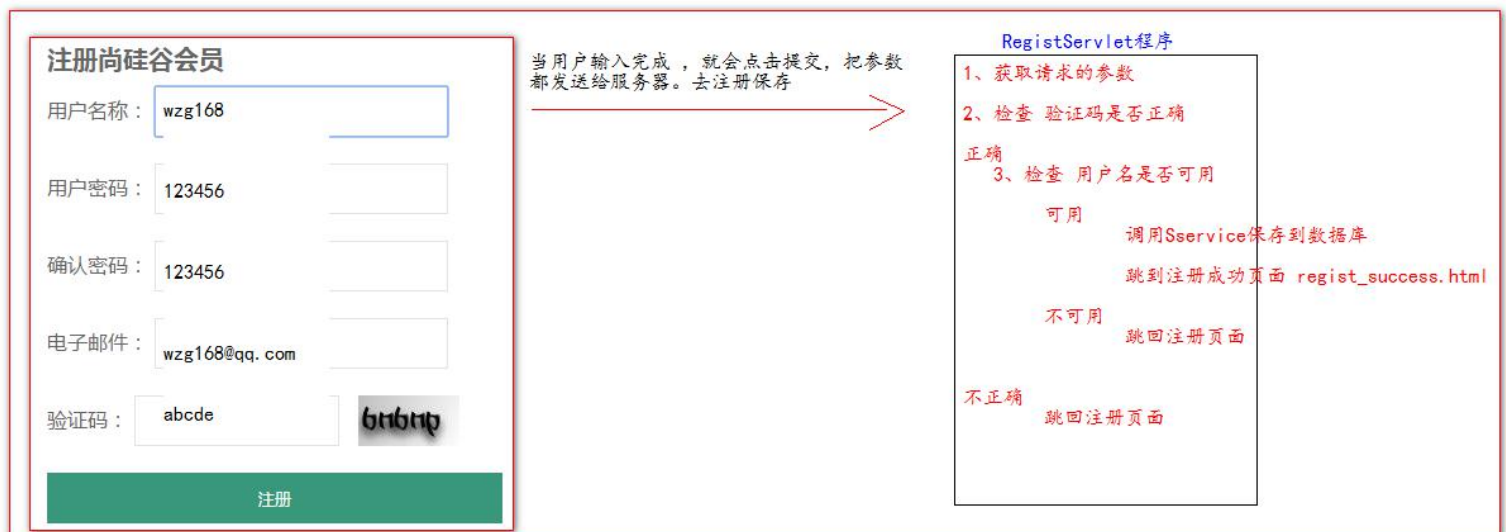 注册尚硅谷会员
用户名称： wzg168
用户密码： 123456
确认密码： 123456
电子邮件： wzg168@qq.com
验证码： abcde 6n6np
注册
当用户输入完成 ，就会点击提交，把参数
都发送给服务器。去注册保存
RegistServlet程序
1、获取请求的参数
2、检查 验证码是否正确
正确
3、检查 用户名是否可用
可用
调用Sservice保存到数据库
跳到注册成功页面 regist_success.html
不可用
跳回注册页面
不正确
跳回注册页面